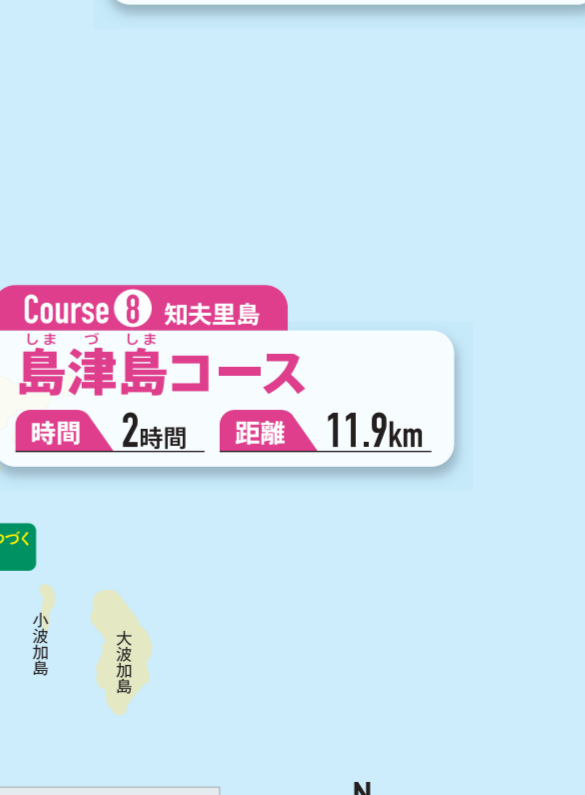 Course 8 知夫里島
しま づ しま
島津島コース
時間 2時間 距離 11.9km
づく
小波加島
大波加島
N